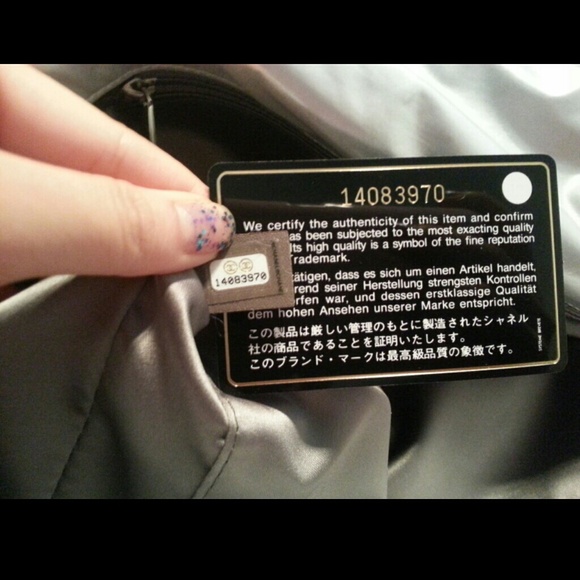 14083970
We certify the authenticity of this item and confirm
has been subjected to the most exacting quality
its high quality is a symbol of the fine reputation
trademark.
14083970
tätigen, dass es sich um einen Artikel handelt,
rend seiner Herstellung strengsten Kontrollen
rfen war, und dessen erstklassige Qualität
dem hohen Ansehen unserer Marke entspricht.
この製品は厳しい管理のもとに製造されたシャネル
社の商品であることを証明いたします。
このブランド・マークは最高級品質の象徴です。